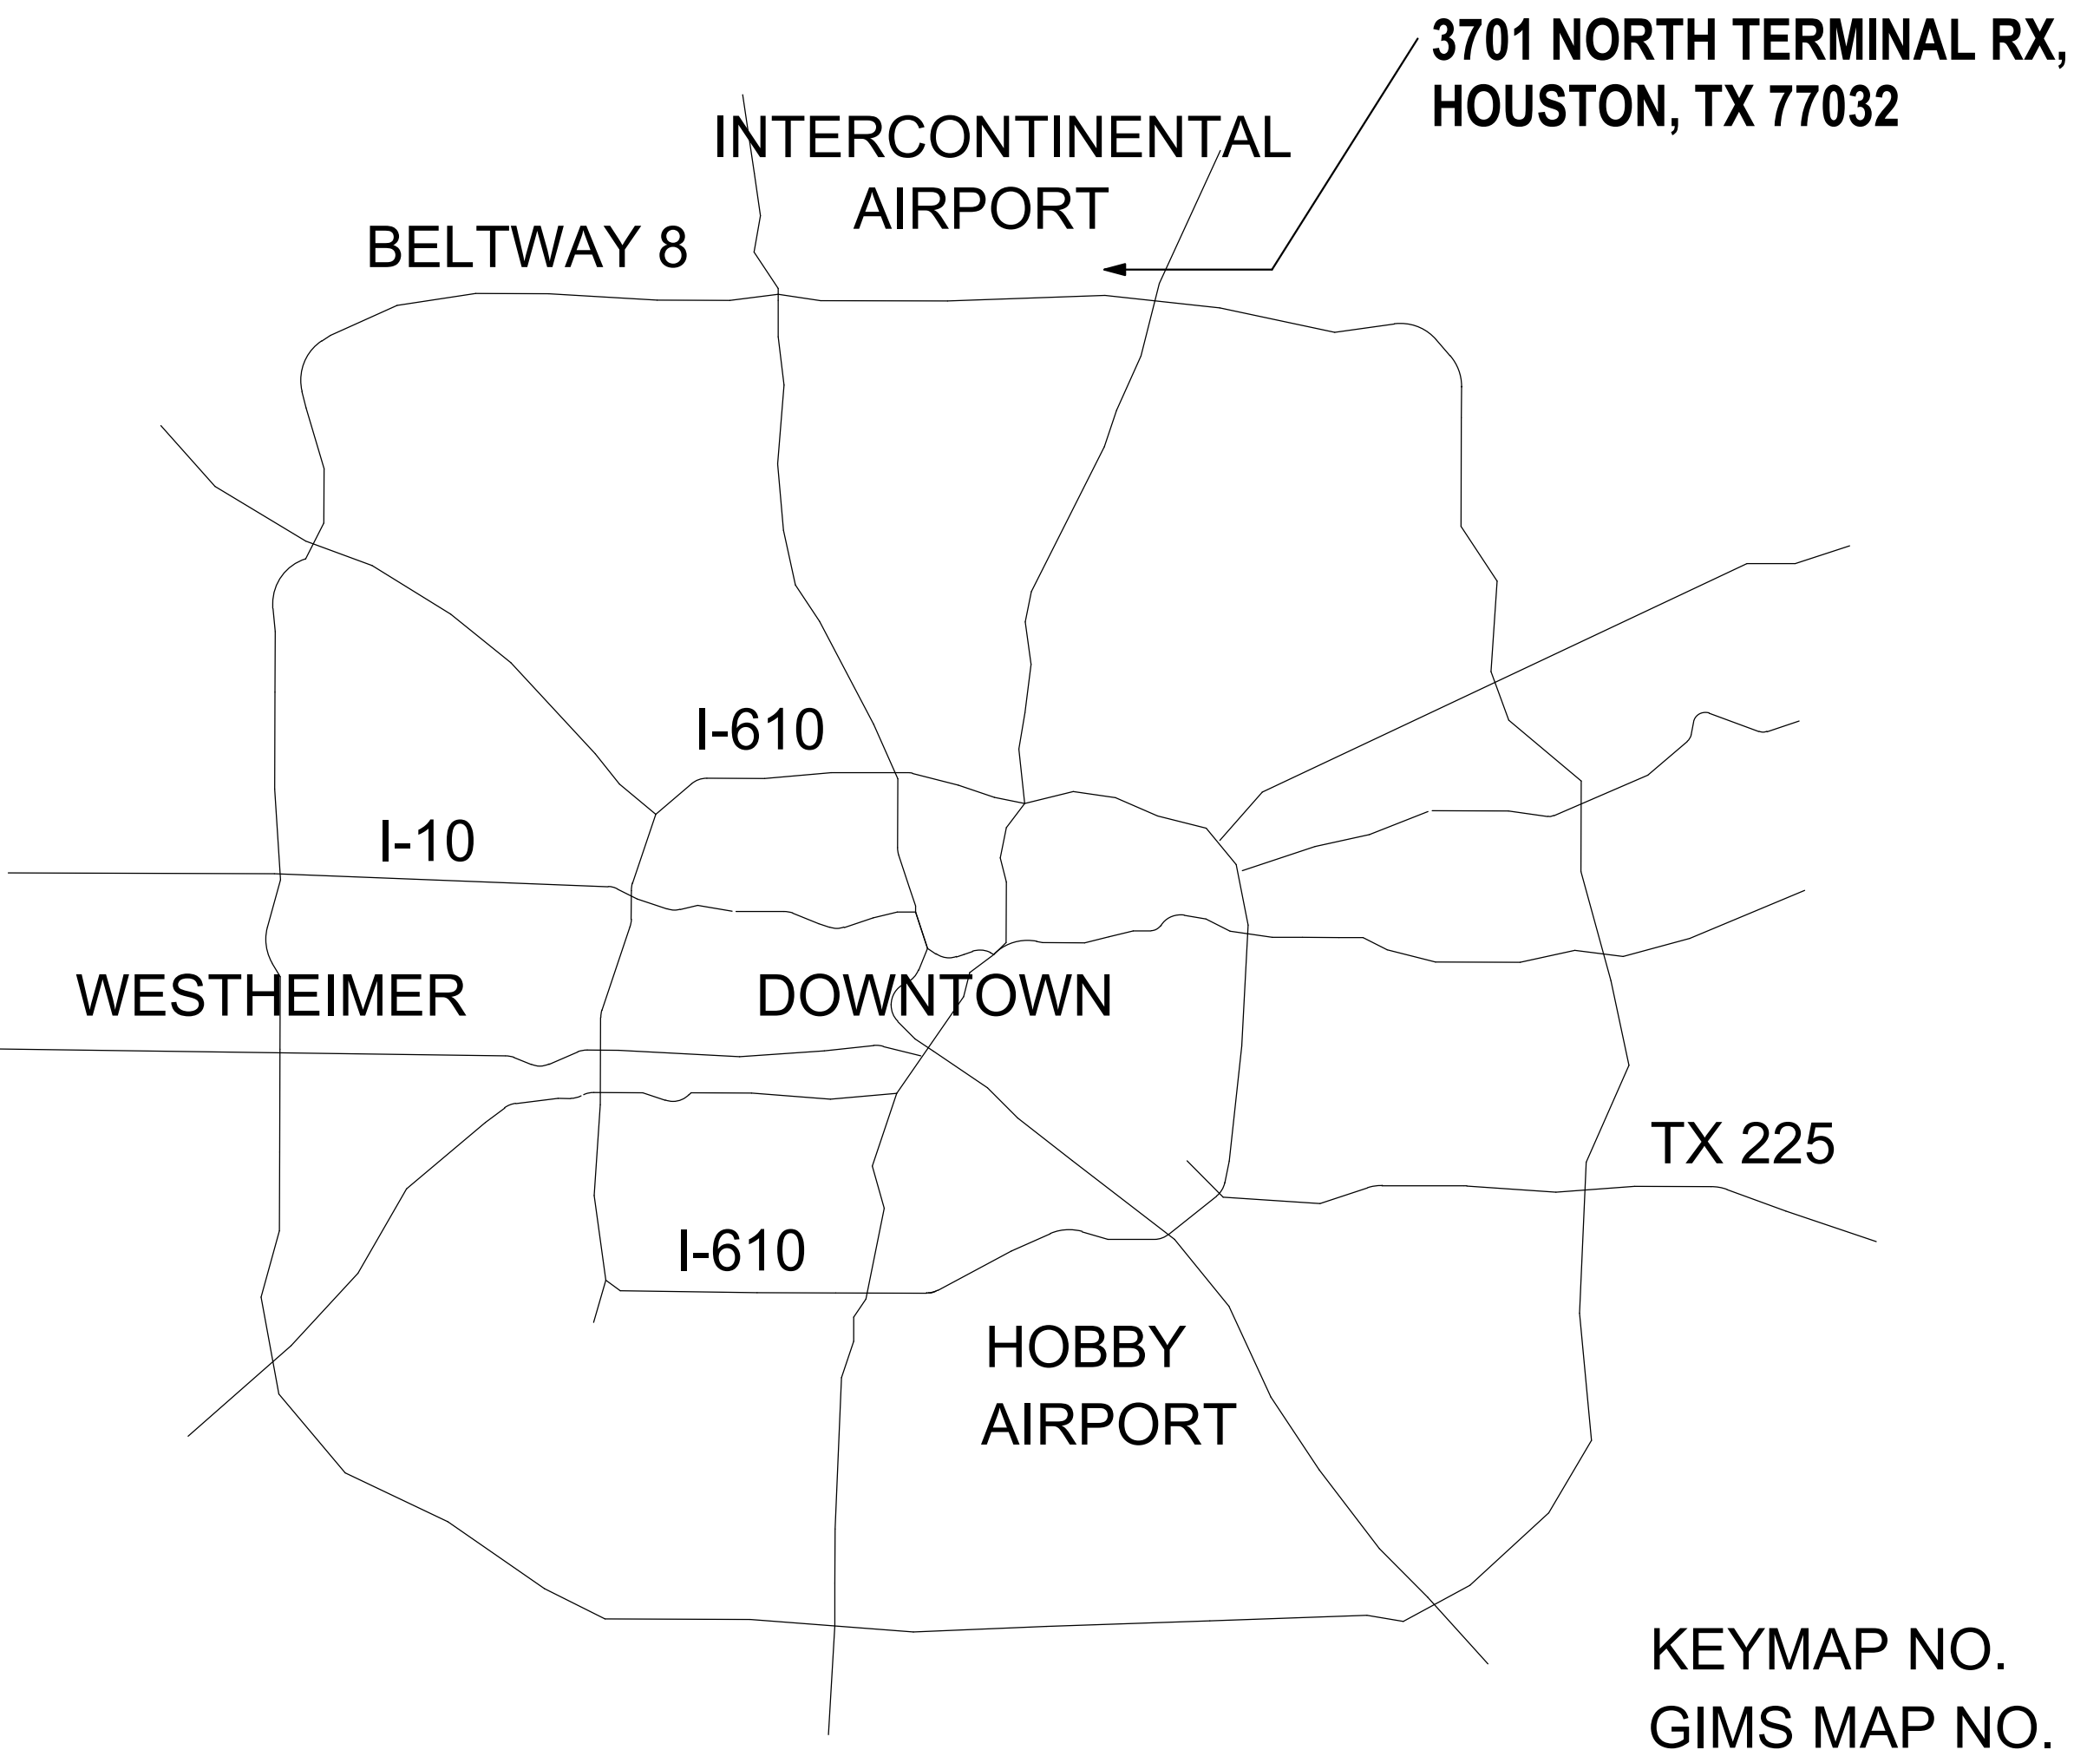 3701 NORTH TERMINAL RX,
HOUSTON, TX 77032
INTERCONTINENTAL
AIRPORT
BELTWAY 8
I-610
I-10
WESTHEIMER
DOWNTOWN
TX 225
I-610
HOBBY
AIRPORT
KEYMAP NO.
GIMS MAP NO.